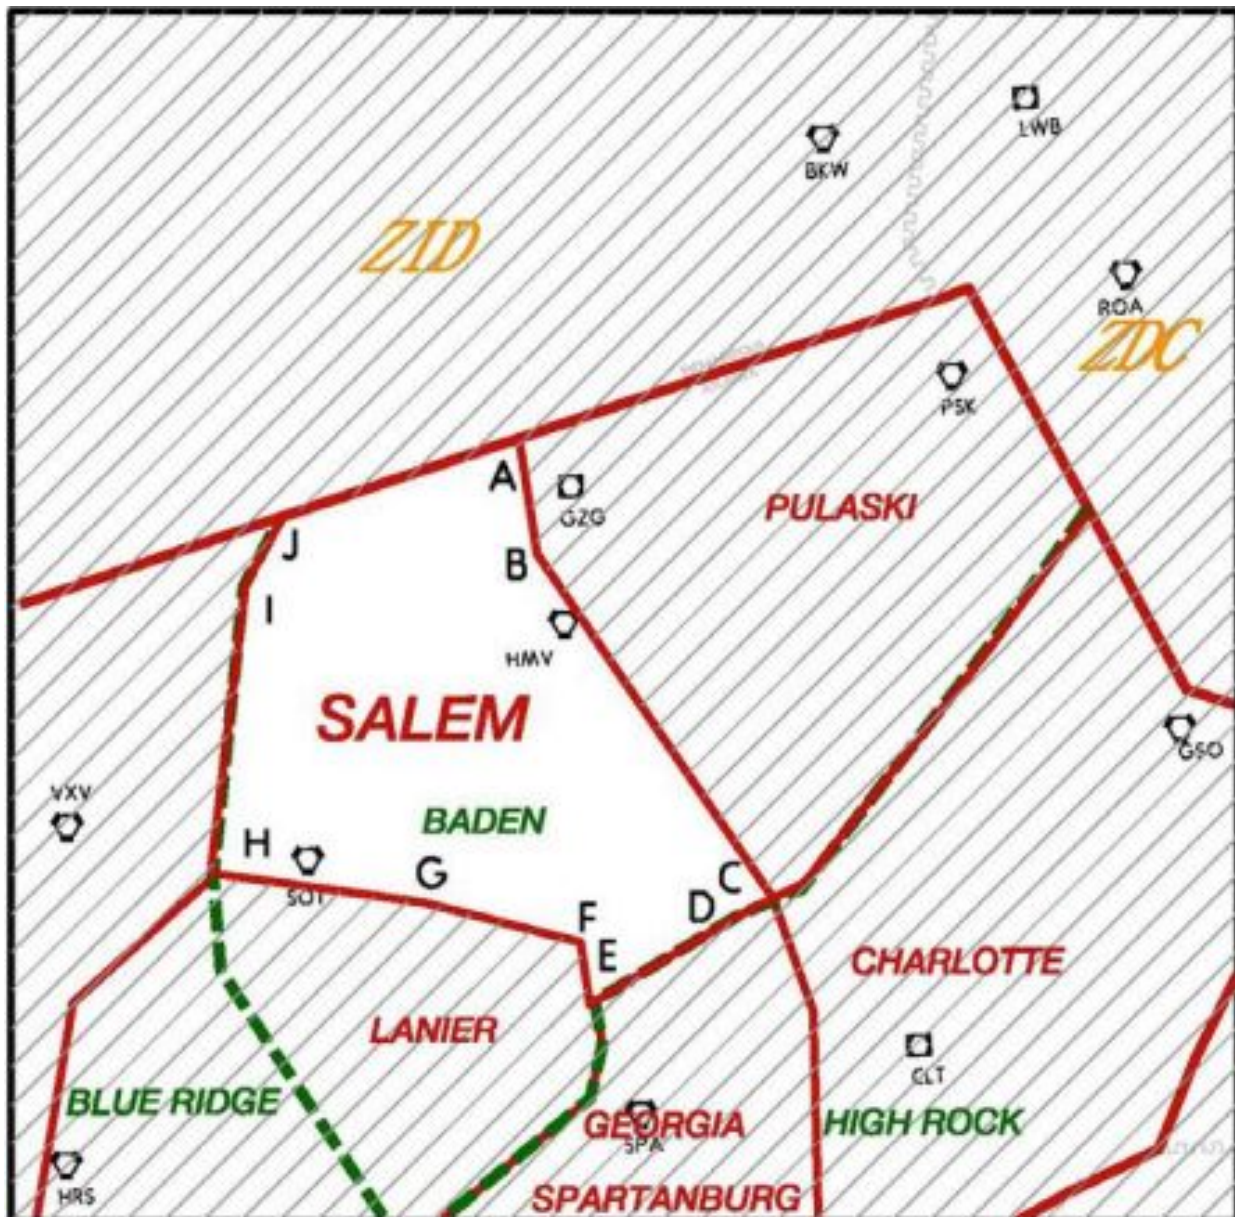 LWB
BKW
ZID
ROA
ZDC
PSK
A
GZG
PULASKI
J
B
I
HMV
SALEM
GSO
VXV
BADEN
H
SOT
G
C
D
F
E
CHARLOTTE
LANIER
CLT
BLUE RIDGE
GEORGIA
HIGH ROCK
SPA
HRS
SPARTANBURG